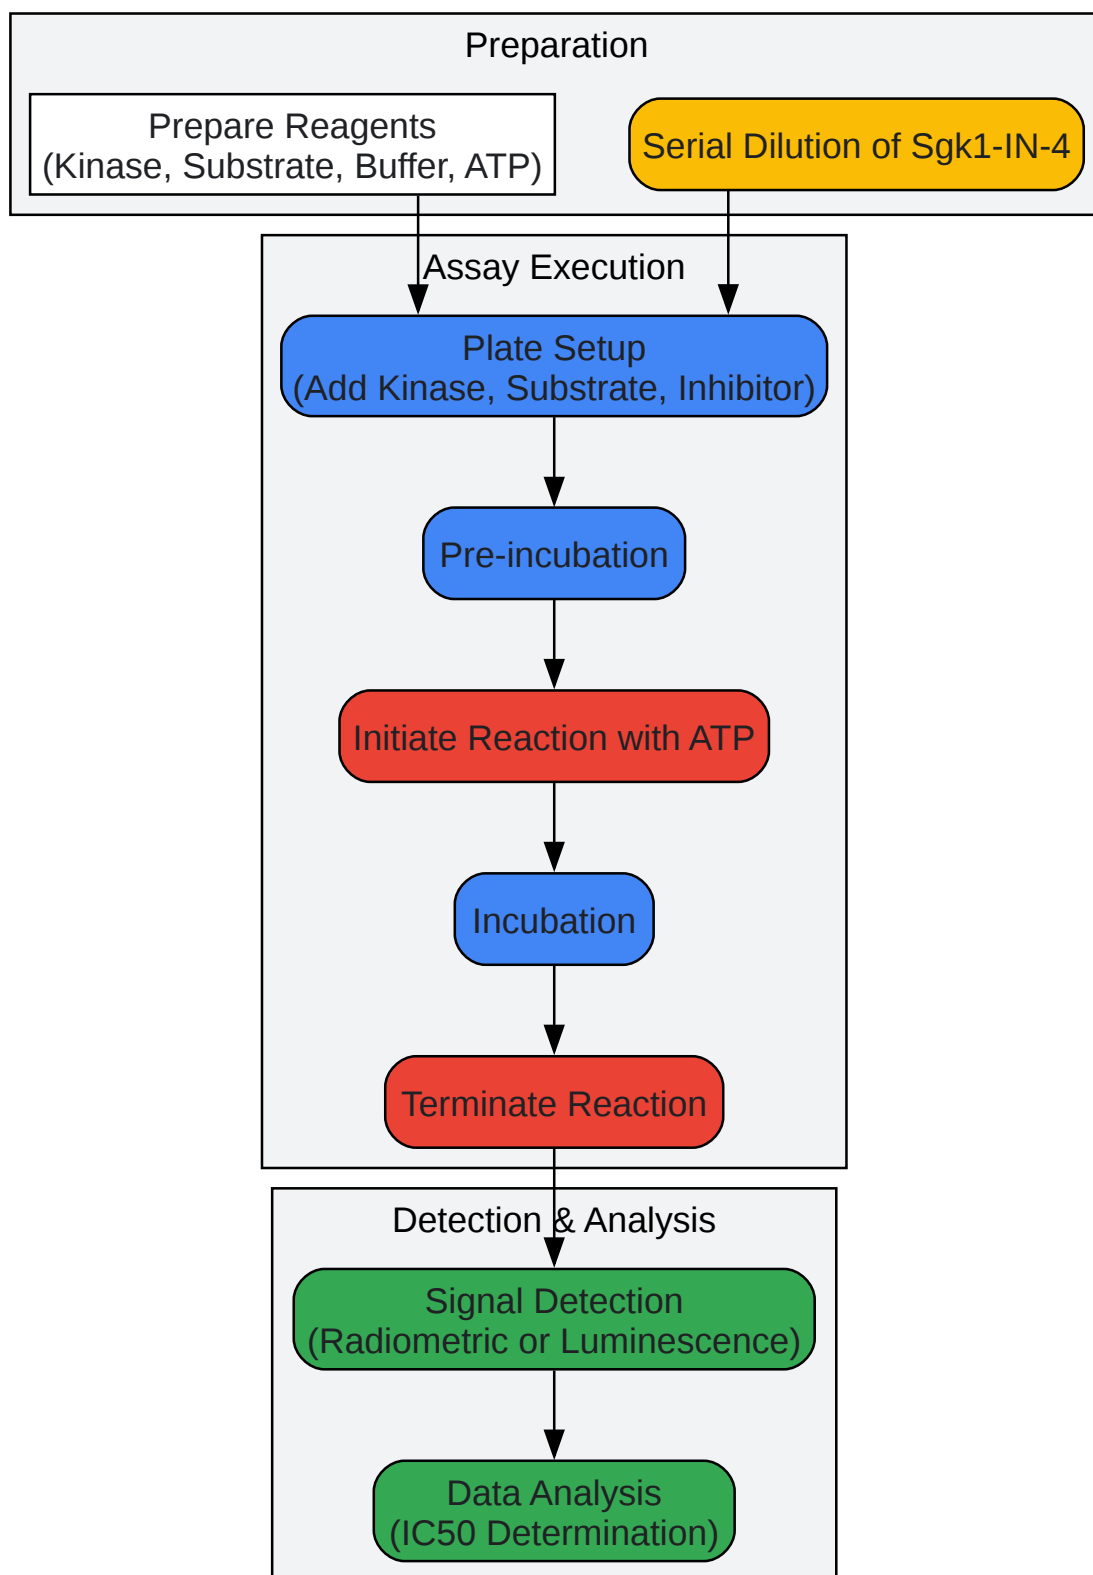 Preparation
Prepare Reagents
(Kinase, Substrate, Buffer, ATP)
Serial Dilution of Sgk1-IN-4
Assay Execution
Plate Setup
(Add Kinase, Substrate, Inhibitor)
Pre-incubation
Initiate Reaction with ATP
Incubation
Terminate Reaction
Detection & Analysis
Signal Detection
(Radiometric or Luminescence)
Data Analysis
(IC50 Determination)